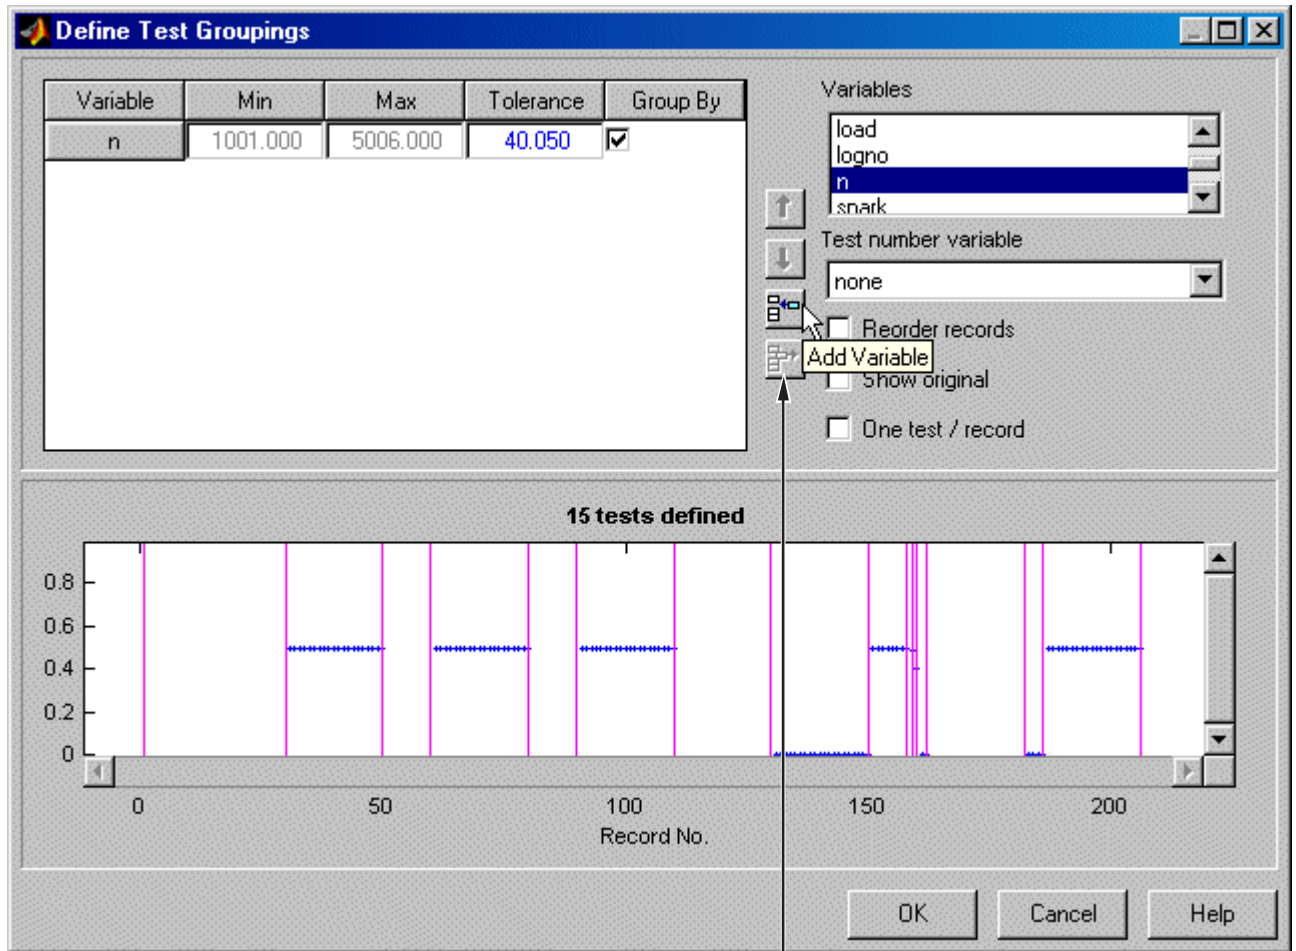 Define Test Groupings
Variable Min Max Tolerance Group By
n 1001.000 5006.000 40.050
Variables
load
logno
n
spark
Test number variable
none
Reorder records
Add Variable
Show original
One test / record
15 tests defined
0.8
0.6
0.4
0.2
0
0 50 100 150 200
Record No.
OK Cancel Help